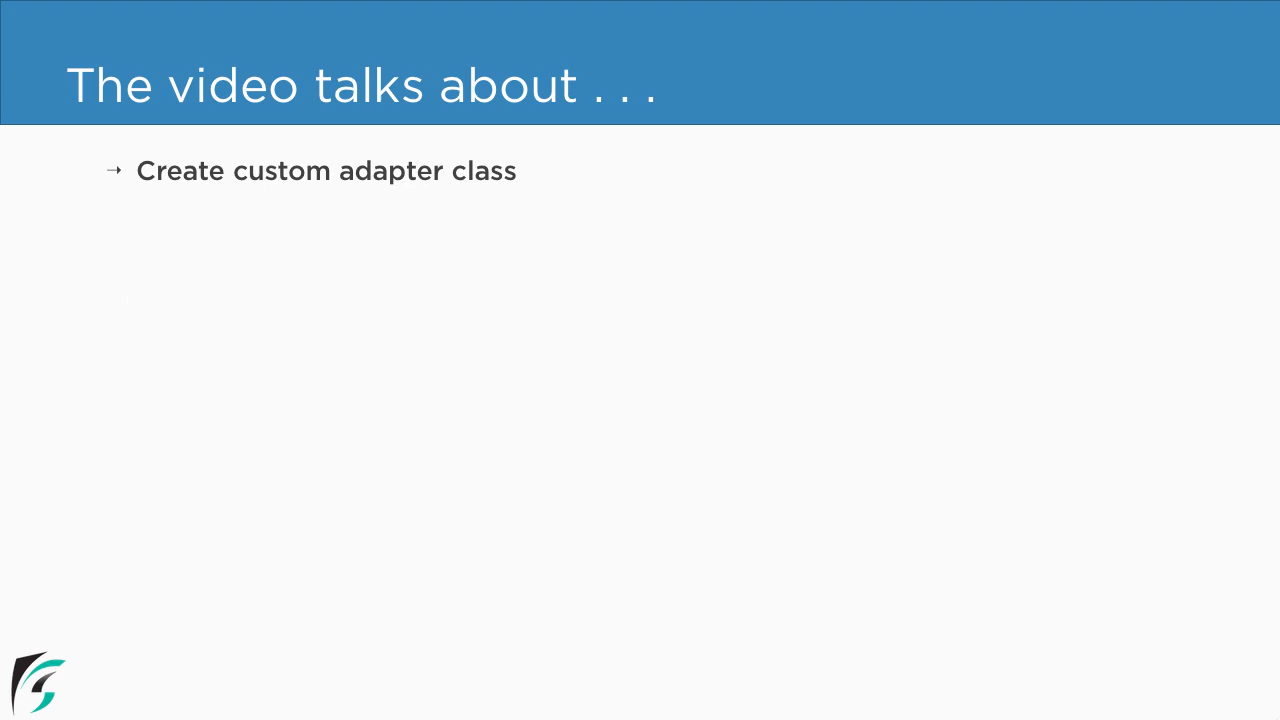 The video talks about . . .
➝ Create custom adapter class